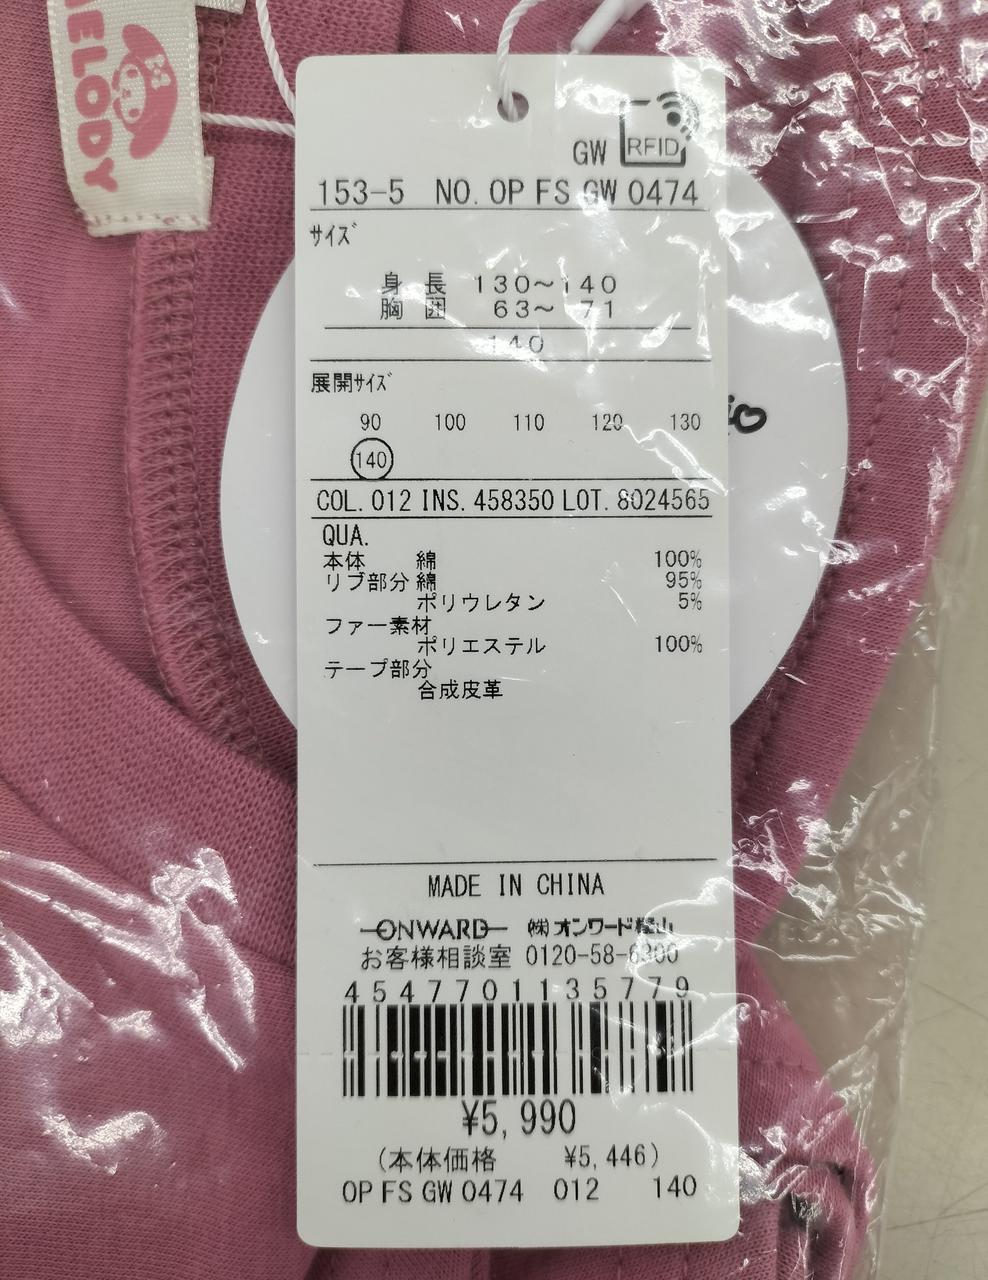 MELODY
GW RFID
153-5 NO. OP FS GW 0474
サイズ
身長 130〜140
胸囲 63〜 71
140
展開サイズ
90 100 110 120 130
140
COL. 012 INS. 458350 LOT. 8024565
QUA.
本体 綿 100%
リブ部分 綿 95%
ポリウレタン 5%
ファー素材
ポリエステル 100%
テープ部分
合成皮革
MADE IN CHINA
ONWARD ㈱オンワード樫山
お客様相談室 0120-58-6300
4547701135779
¥5,990
(本体価格 ¥5,446)
OP FS GW 0474 012 140